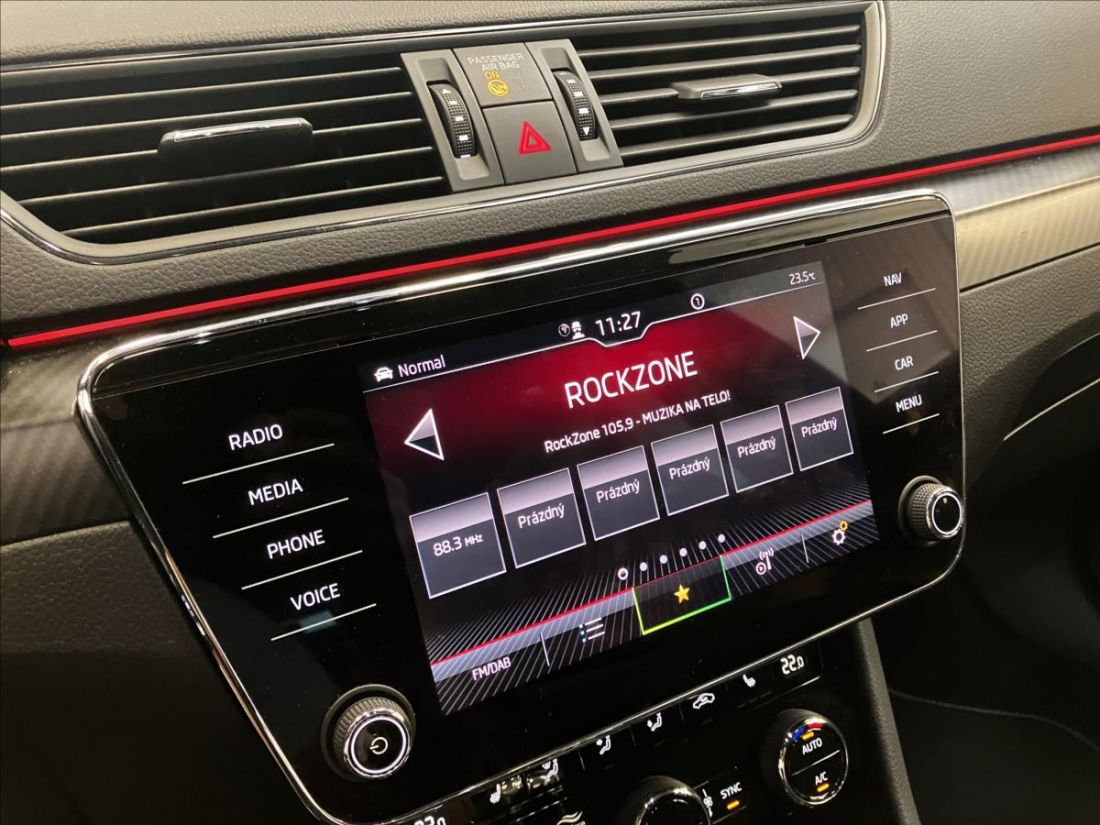 PASSENGER
AIR BAG
ON
23.5°C
1
11:27
Normal
NAV
APP
CAR
MENU
ROCKZONE
RockZone 105,9 - MUZIKA NA TELO!
RADIO
MEDIA
PHONE
VOICE
88.3 MHz
Prázdný
Prázdný
Prázdný
Prázdný
Prázdný
FM/DAB
22.0
AUTO
A/C
SYNC